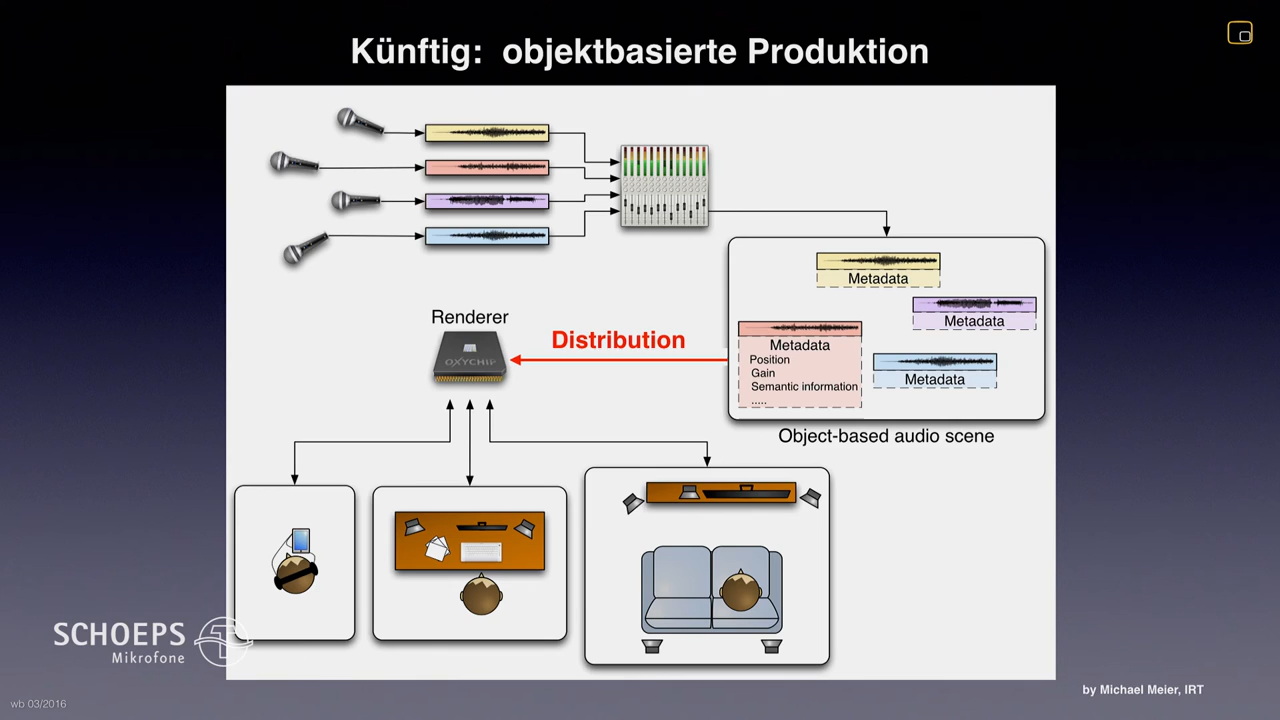 Künftig: objektbasierte Produktion
Metadata
Metadata
Renderer
OXYCHIP
Distribution
Metadata
Position
Gain
Semantic information
.....
Metadata
Object-based audio scene
SCHOEPS
Mikrofone
by Michael Meier, IRT
wb 03/2016